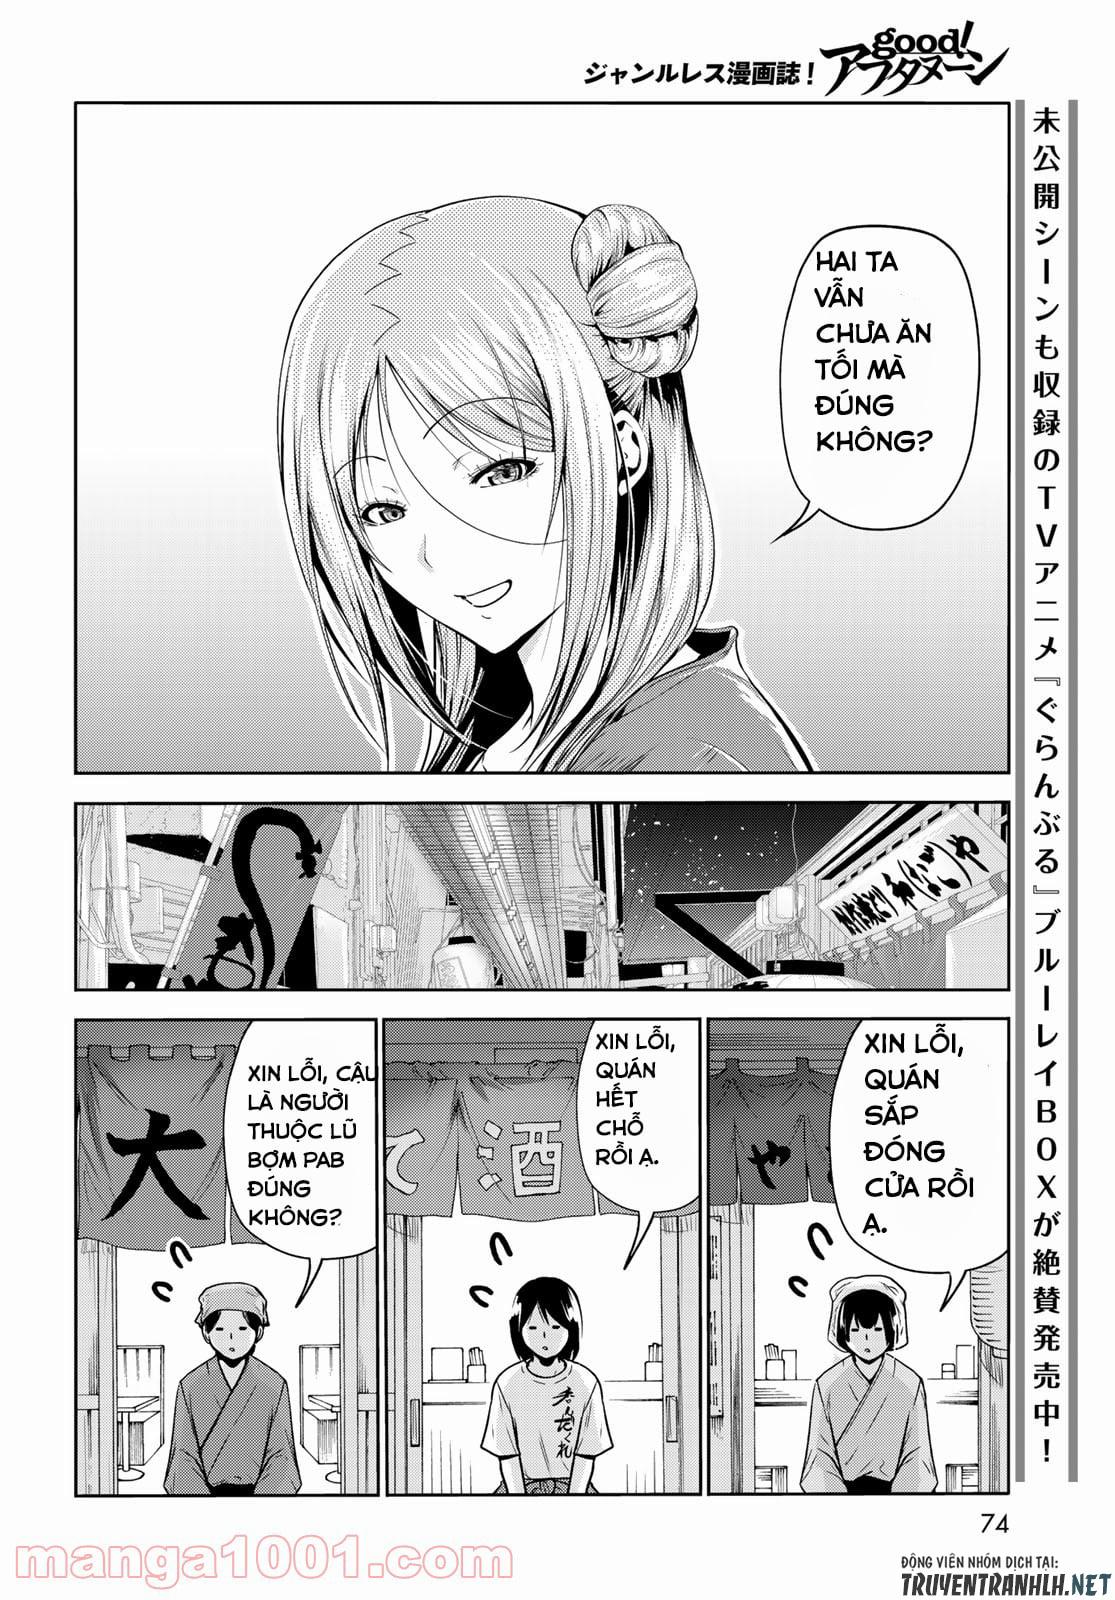 good!
アフタヌーン
ジャンルレス漫画誌！
未公開シーンも収録のTVアニメ『ぐらんぶる』ブルーレイBOXが絶賛発売中！
HAI TA
VẪN
CHƯA ĂN
TỐI MÀ
ĐÚNG
KHÔNG?
XIN LỖI,
QUÁN
SẮP
ĐÓNG
CỬA RỒI
Ạ.
や
XIN LỖI,
QUÁN
HẾT
CHỖ
RỒI Ạ.
酒
て
XIN LỖI, CẬU
LÀ NGƯỜI
THUỘC LŨ
BỢM PAB
ĐÚNG
KHÔNG?
大
74
manga1001.com
ĐỘNG VIÊN NHÓM DỊCH TẠI:
TRUYENTRANHLH.NET